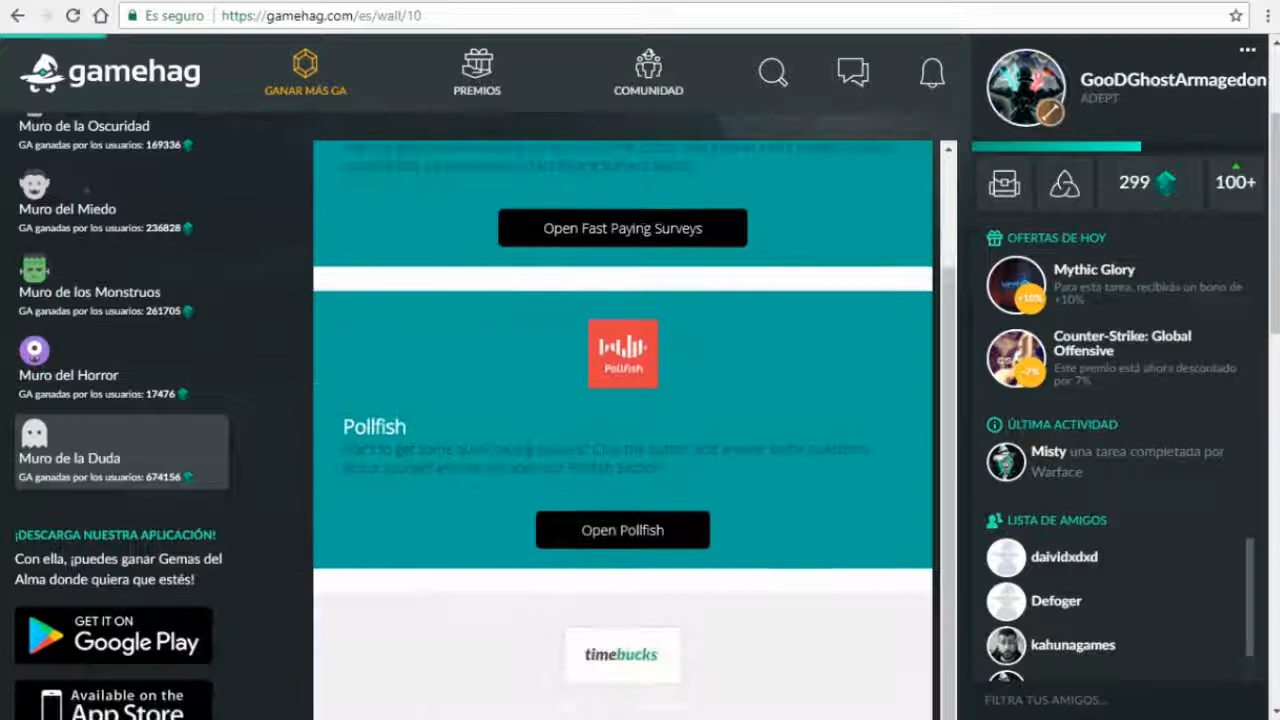 Es seguro
https://gamehag.com/es/wall/10
gamehag
GANAR MÁS GA
PREMIOS
COMUNIDAD
GooDGhostArmagedon
ADEPT
299
100+
Muro de la Oscuridad
GA ganadas por los usuarios: 169336
Muro del Miedo
GA ganadas por los usuarios: 236828
Muro de los Monstruos
GA ganadas por los usuarios: 261705
Muro del Horror
GA ganadas por los usuarios: 17476
Muro de la Duda
GA ganadas por los usuarios: 674156
¡DESCARGA NUESTRA APLICACIÓN!
Con ella, ¡puedes ganar Gemas del
Alma donde quiera que estés!
GET IT ON
Google Play
Available on the
App Store
Open Fast Paying Surveys
Pollfish
Pollfish
Open Pollfish
timebucks
OFERTAS DE HOY
Mythic Glory
Para esta tarea, recibirás un bono de
+10%
+10%
Counter-Strike: Global
Offensive
Este premio está ahora descontado
por 7%
-7%
ÚLTIMA ACTIVIDAD
Misty una tarea completada por
Warface
LISTA DE AMIGOS
daividxdxd
Defoger
kahunagames
FILTRA TUS AMIGOS...